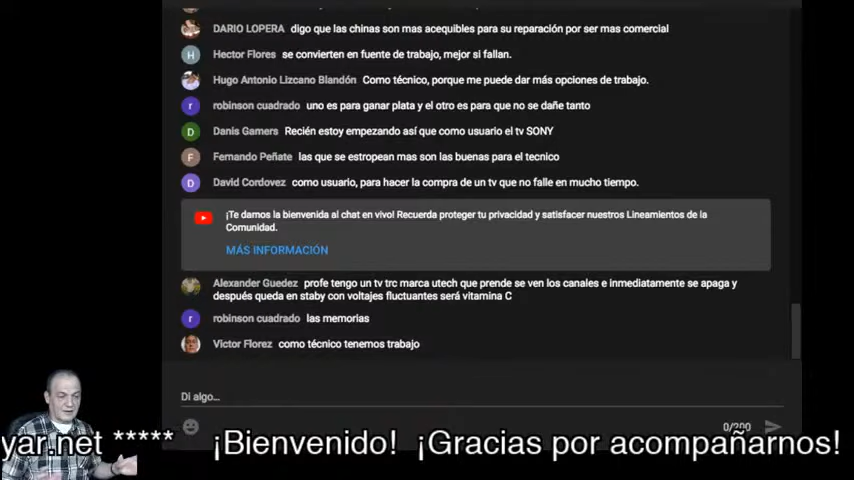 DARIO LOPERA digo que las chinas son mas acequibles para su reparación por ser mas comercial
H Hector Flores se convierten en fuente de trabajo, mejor si fallan.
Hugo Antonio Lizcano Blandón Como técnico, porque me puede dar más opciones de trabajo.
r robinson cuadrado uno es para ganar plata y el otro es para que no se dañe tanto
D Danis Gamers Recién estoy empezando así que como usuario el tv SONY
F Fernando Peñate las que se estropean mas son las buenas para el tecnico
D David Cordovez como usuario, para hacer la compra de un tv que no falle en mucho tiempo.
¡Te damos la bienvenida al chat en vivo! Recuerda proteger tu privacidad y satisfacer nuestros Lineamientos de la
Comunidad.
MÁS INFORMACIÓN
Alexander Guedez profe tengo un tv trc marca utech que prende se ven los canales e inmediatamente se apaga y
después queda en staby con voltajes fluctuantes será vitamina C
r robinson cuadrado las memorias
Victor Florez como técnico tenemos trabajo
Di algo...
0/200
yar.net ***** ¡Bienvenido! ¡Gracias por acompañarnos!